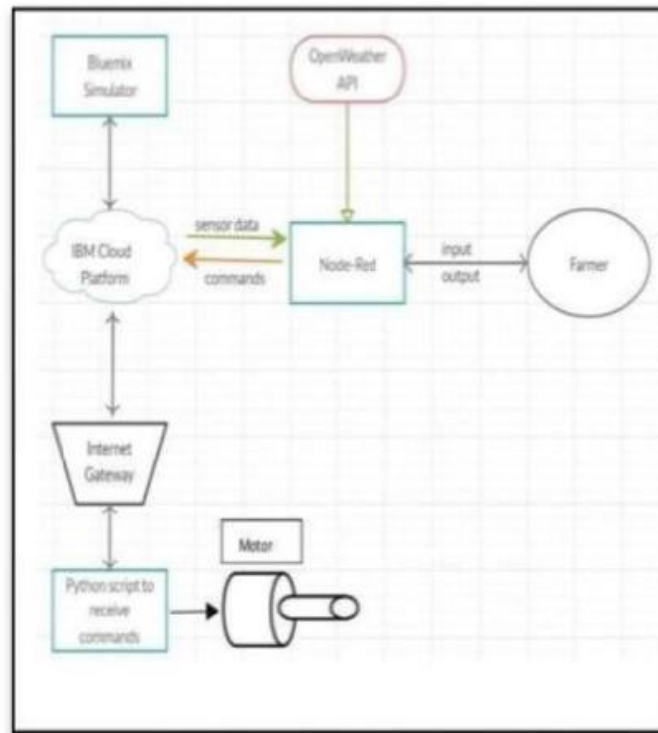 Bluemix
Simulator
OpenWeather
API
IBM Cloud
Platform
sensor data
commands
Node-Red
input
output
Farmer
Internet
Gateway
Motor
Python script to
receive
commands